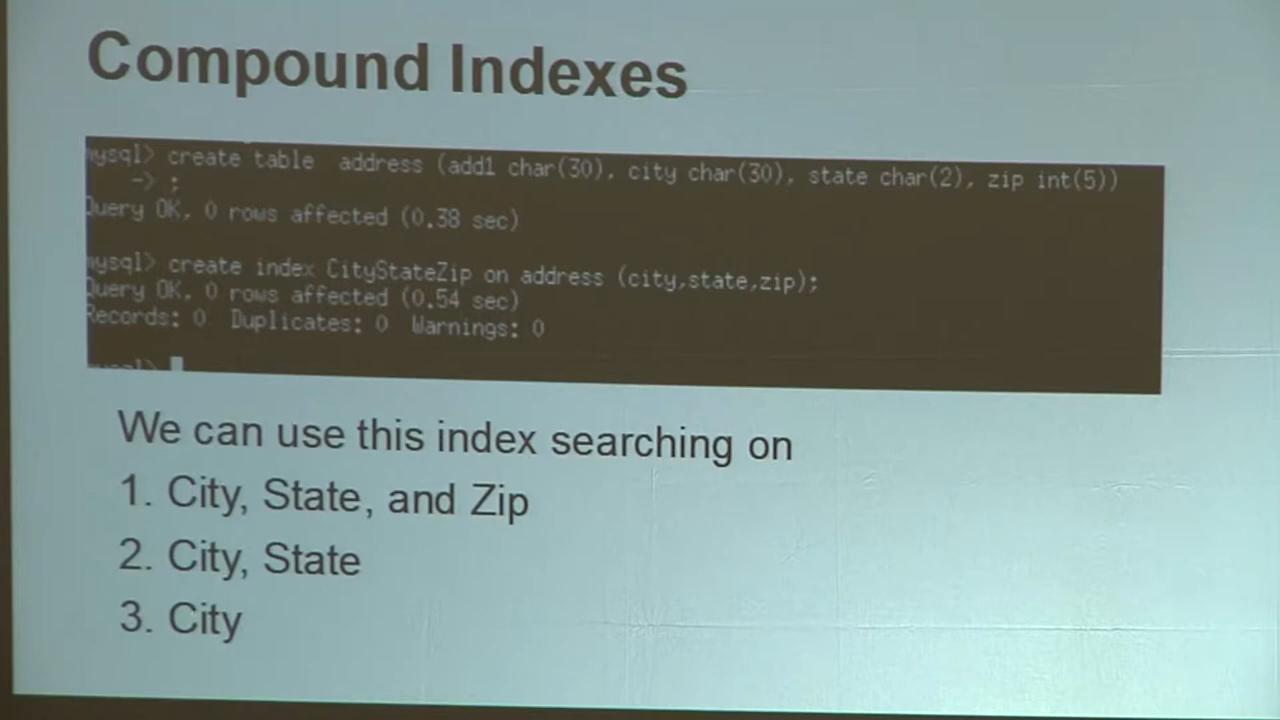 Compound Indexes
mysql> create table address (add1 char(30), city char(30), state char(2), zip int(5))
-> ;
Query OK, 0 rows affected (0.38 sec)
mysql> create index CityStateZip on address (city,state,zip);
Query OK, 0 rows affected (0.54 sec)
Records: 0 Duplicates: 0 Warnings: 0
mysql>
We can use this index searching on
1. City, State, and Zip
2. City, State
3. City